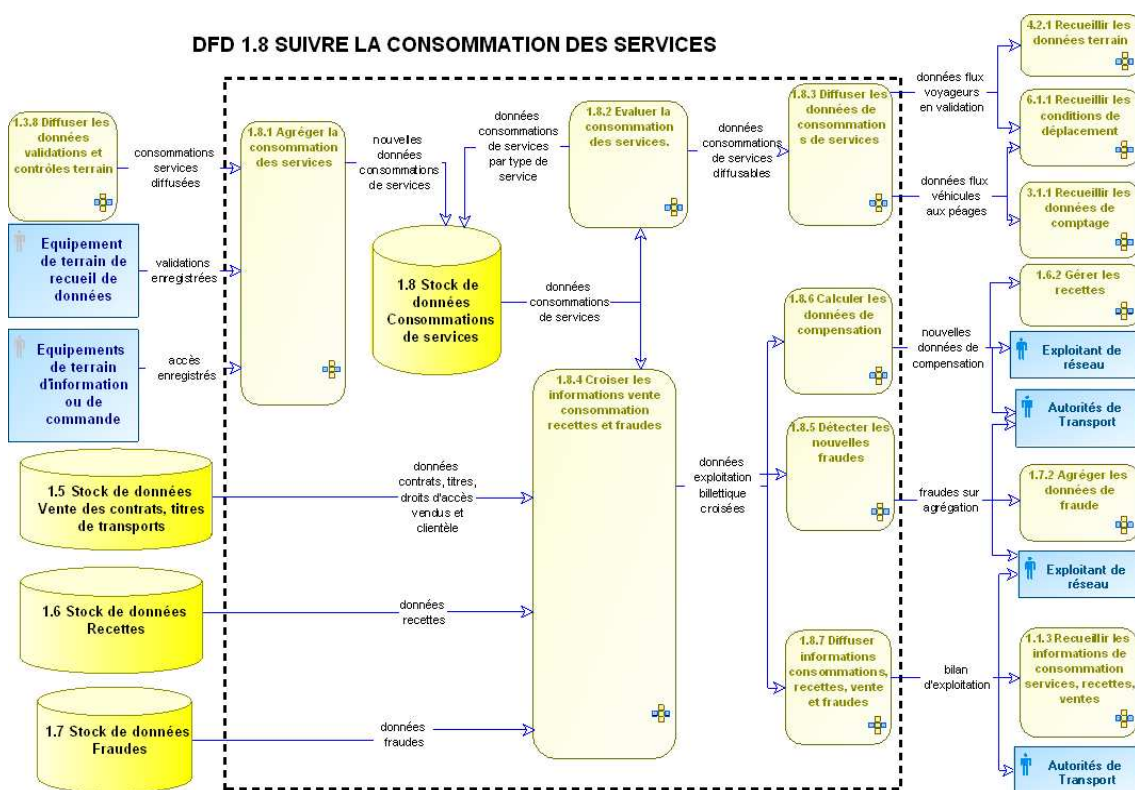 DFD 1.8 SUIVRE LA CONSOMMATION DES SERVICES
1.3.8 Diffuser les
données
validations et
contrôles terrain
consommations
services
diffusées
Equipement
de terrain de
recueil de
données
validations
enregistrées
Equipements
de terrain
d'information
ou de
commande
accès
enregistrés
1.5 Stock de données
Vente des contrats, titres
de transports
1.6 Stock de données
Recettes
1.7 Stock de données
Fraudes
1.8.1 Agréger la
consommation
des services
nouvelles
données
consommations
de services
données
consommations
de services
par type de
service
1.8.2 Evaluer la
consommation
des services.
données
consommations
de services
diffusables
1.8.3 Diffuser les
données de
consommation
s de services
1.8 Stock de
données
Consommations
de services
données
consommations
de services
1.8.4 Croiser les
informations vente
consommation
recettes et fraudes
données
contrats, titres,
droits d'accès
vendus et
clientèle
données
recettes
données
fraudes
données
exploitation
billettique
croisées
1.8.6 Calculer les
données de
compensation
1.8.5 Détecter les
nouvelles
fraudes
1.8.7 Diffuser
informations
consommations,
recettes, vente
et fraudes
données flux
voyageurs
en validation
données flux
véhicules
aux péages
nouvelles
données de
compensation
fraudes sur
agrégation
bilan
d'exploitation
4.2.1 Recueillir les
données terrain
6.1.1 Recueillir les
conditions de
déplacement
3.1.1 Recueillir les
données de
comptage
1.6.2 Gérer les
recettes
Exploitant de
réseau
Autorités de
Transport
1.7.2 Agréger les
données de
fraude
Exploitant de
réseau
1.1.3 Recueillir les
informations de
consommation
services, recettes,
ventes
Autorités de
Transport